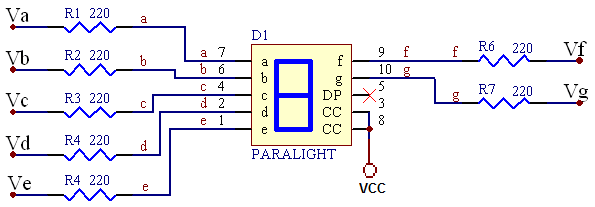 Va R1 220 a
Vb R2 220 b
Vc R3 220 c
Vd R4 220 d
Ve R4 220 e
D1
a 7 a
b 6 b
c 4 c
d 2 d
e 1 e
f 9 f f R6 220 Vf
g 10 g g R7 220 Vg
DP 5
CC 3
CC 8
PARALIGHT
VCC